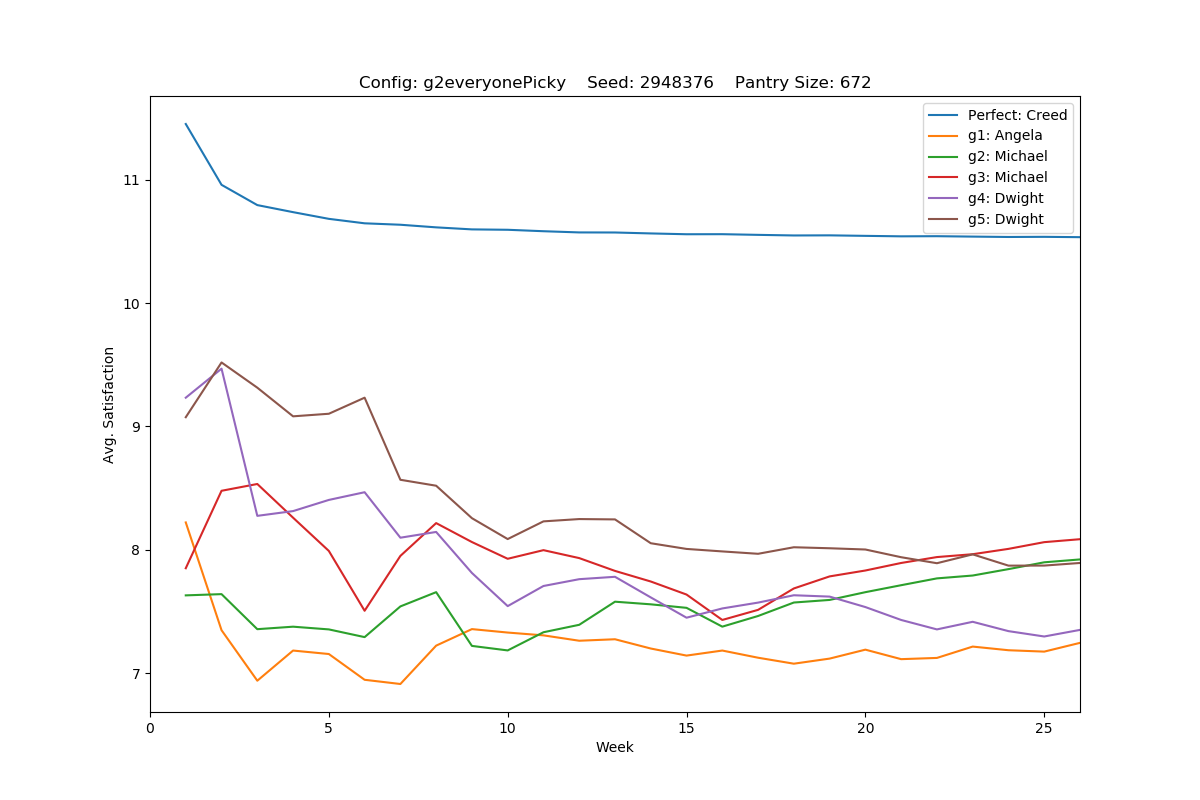 Config: g2everyonePicky    Seed: 2948376    Pantry Size: 672
Perfect: Creed
g1: Angela
g2: Michael
g3: Michael
g4: Dwight
g5: Dwight
11
10
9
8
7
Avg. Satisfaction
0 5 10 15 20 25
Week